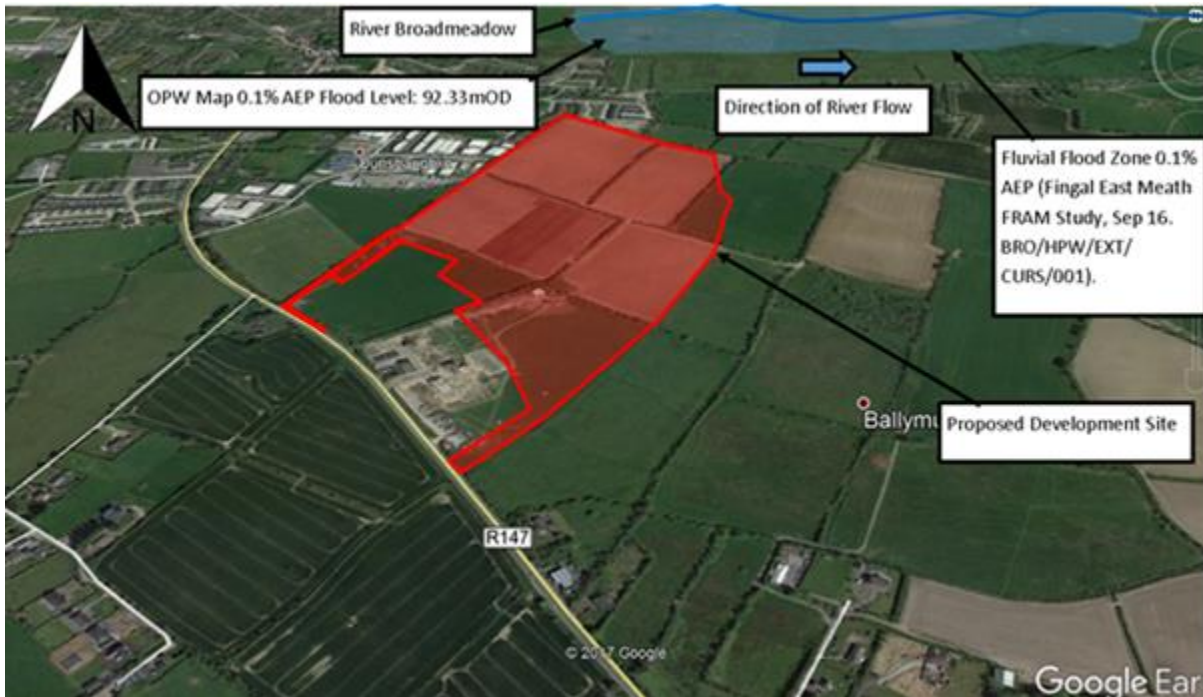 River Broadmeadow
OPW Map 0.1% AEP Flood Level: 92.33mOD
N
Direction of River Flow
Fluvial Flood Zone 0.1%
AEP (Fingal East Meath
FRAM Study, Sep 16.
BRO/HPW/EXT/
CURS/001).
Proposed Development Site
R147
© 2017 Google
Google Ear